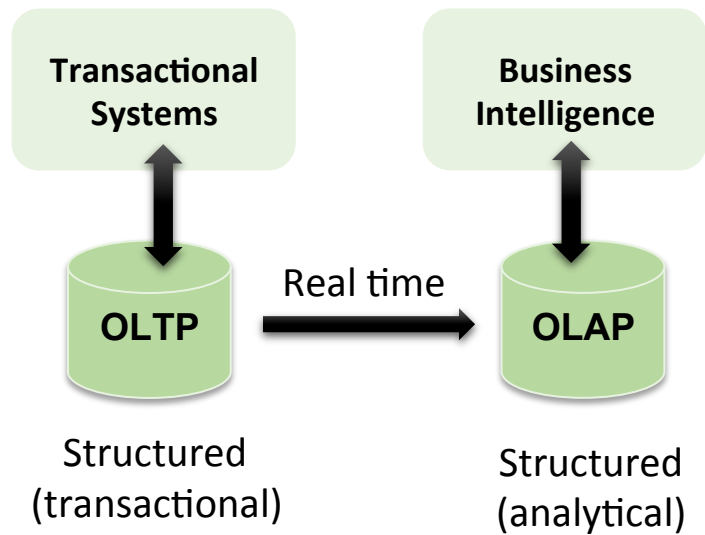 Transactional
Systems
Business
Intelligence
OLTP
Real time
OLAP
Structured
(transactional)
Structured
(analytical)